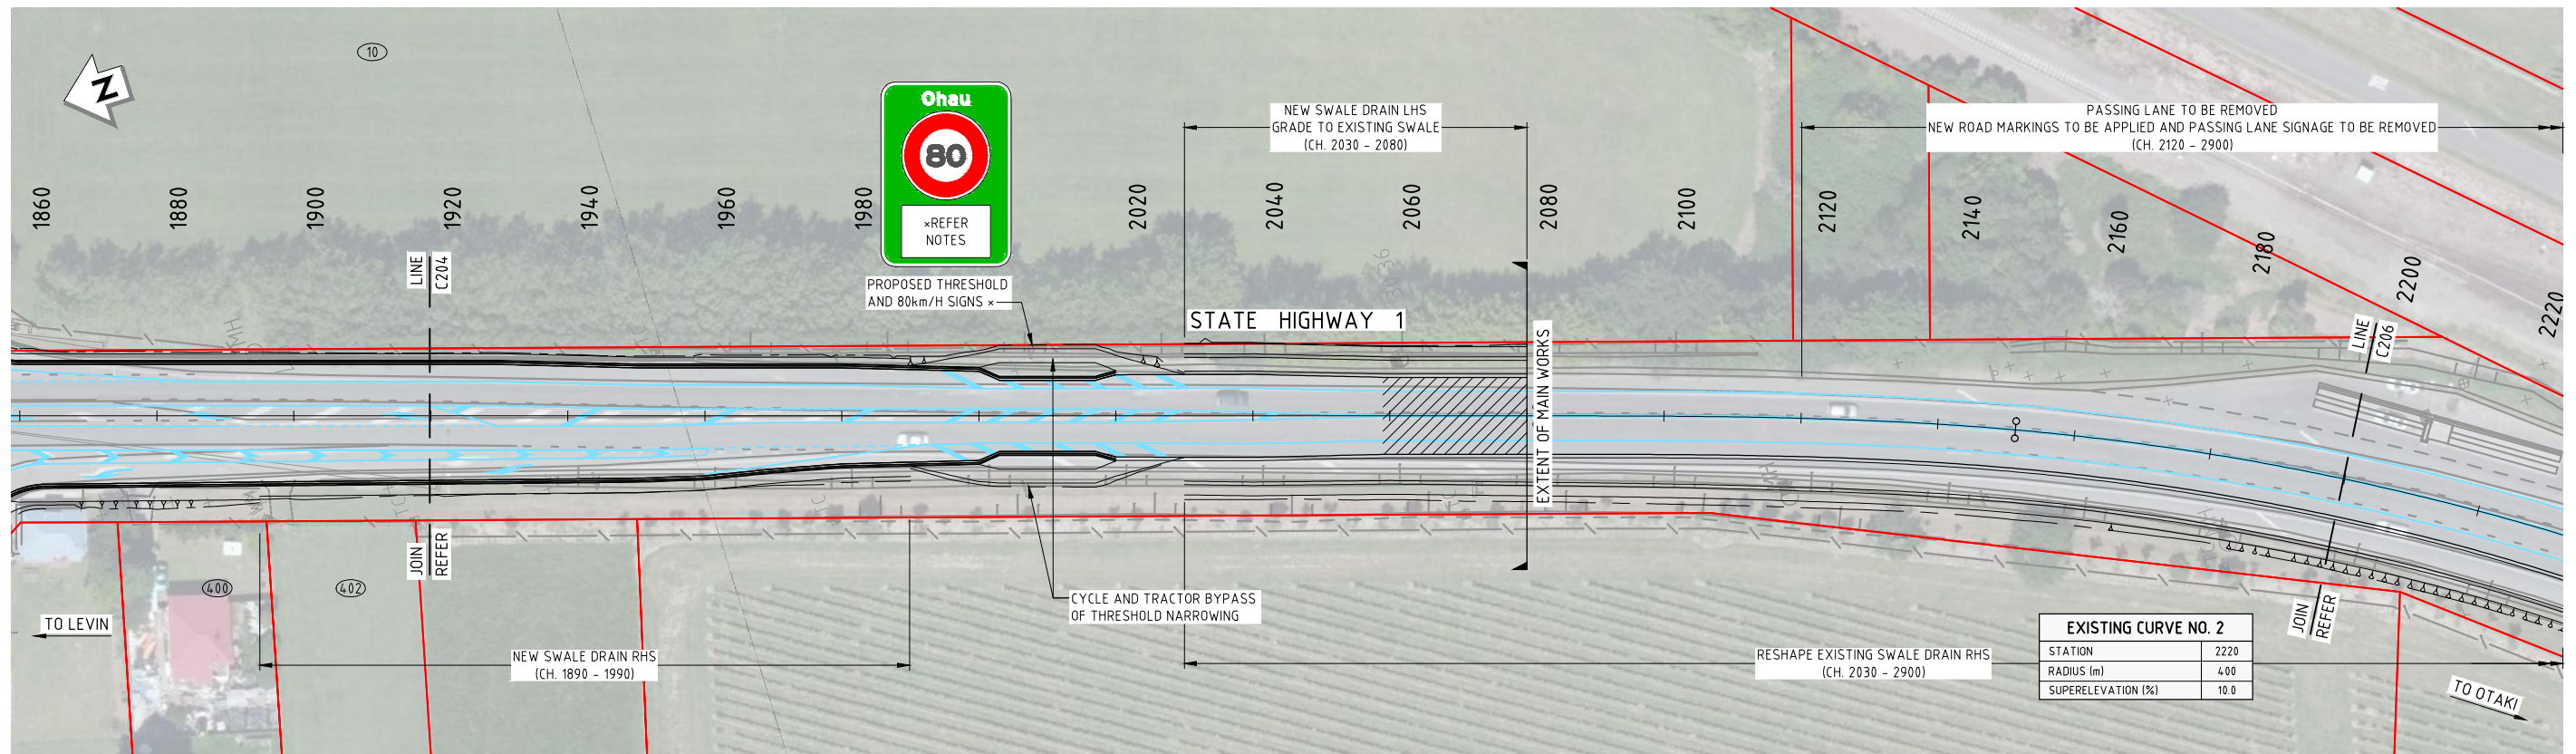 N
10
Ohau
80
×REFER
NOTES
NEW SWALE DRAIN LHS
GRADE TO EXISTING SWALE
(CH. 2030 - 2080)
PASSING LANE TO BE REMOVED
NEW ROAD MARKINGS TO BE APPLIED AND PASSING LANE SIGNAGE TO BE REMOVED
(CH. 2120 - 2900)
1860
1880
1900
1920
1940
1960
1980
2020
2040
2060
2080
2100
2120
2140
2160
2180
2200
2220
LINE
C204
PROPOSED THRESHOLD
AND 80km/H SIGNS ×
STATE HIGHWAY 1
EXTENT OF MAIN WORKS
LINE
C206
JOIN
REFER
400
402
TO LEVIN
CYCLE AND TRACTOR BYPASS
OF THRESHOLD NARROWING
NEW SWALE DRAIN RHS
(CH. 1890 - 1990)
RESHAPE EXISTING SWALE DRAIN RHS
(CH. 2030 - 2900)
JOIN
REFER
EXISTING CURVE NO. 2
STATION 2220
RADIUS (m) 400
SUPERELEVATION (%) 10.0
TO OTAKI